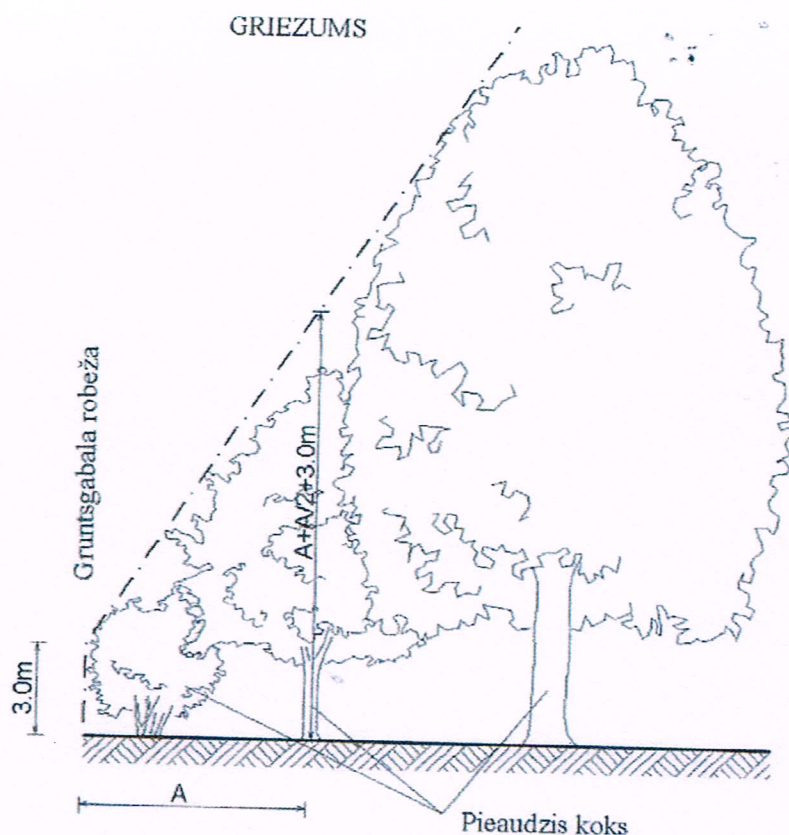 GRIEZUMS
Gruntsgabala robeža
A+A/2+3.0m
3.0m
A
Pieaudzis koks